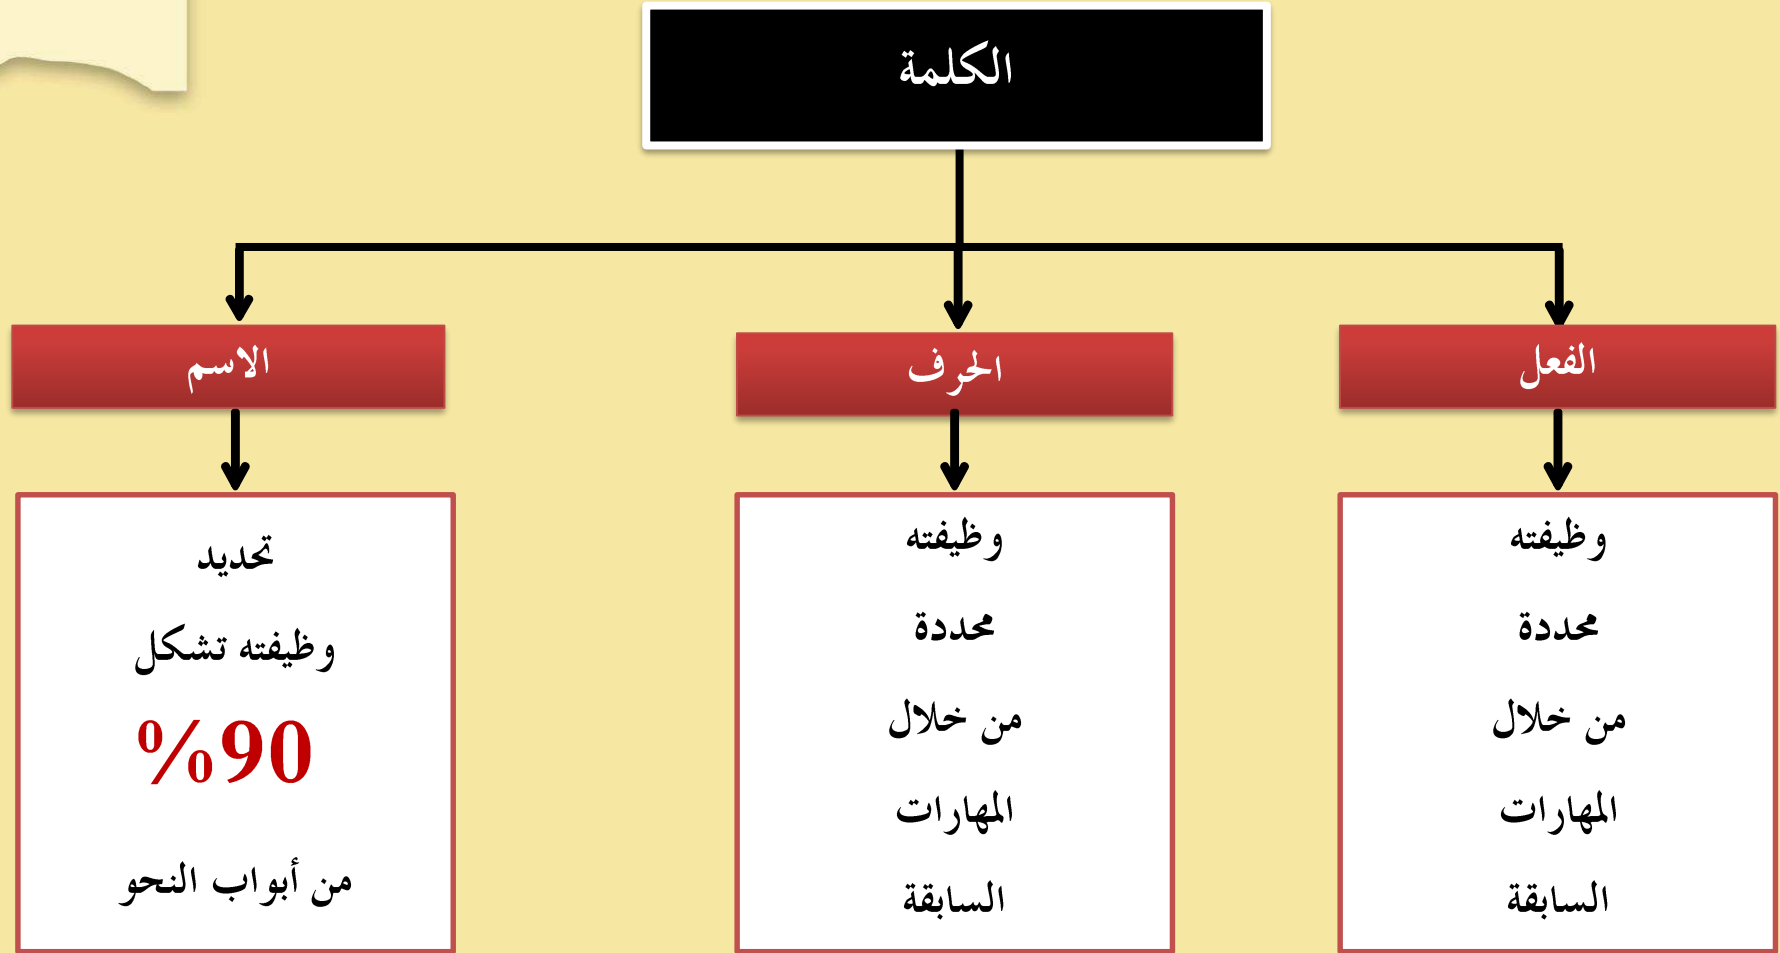 الكلمة
الفعل
الحرف
الاسم
وظيفته
محددة
من خلال
المهارات
السابقة
وظيفته
محددة
من خلال
المهارات
السابقة
تحديد
وظيفته تشكل
%90
من أبواب النحو